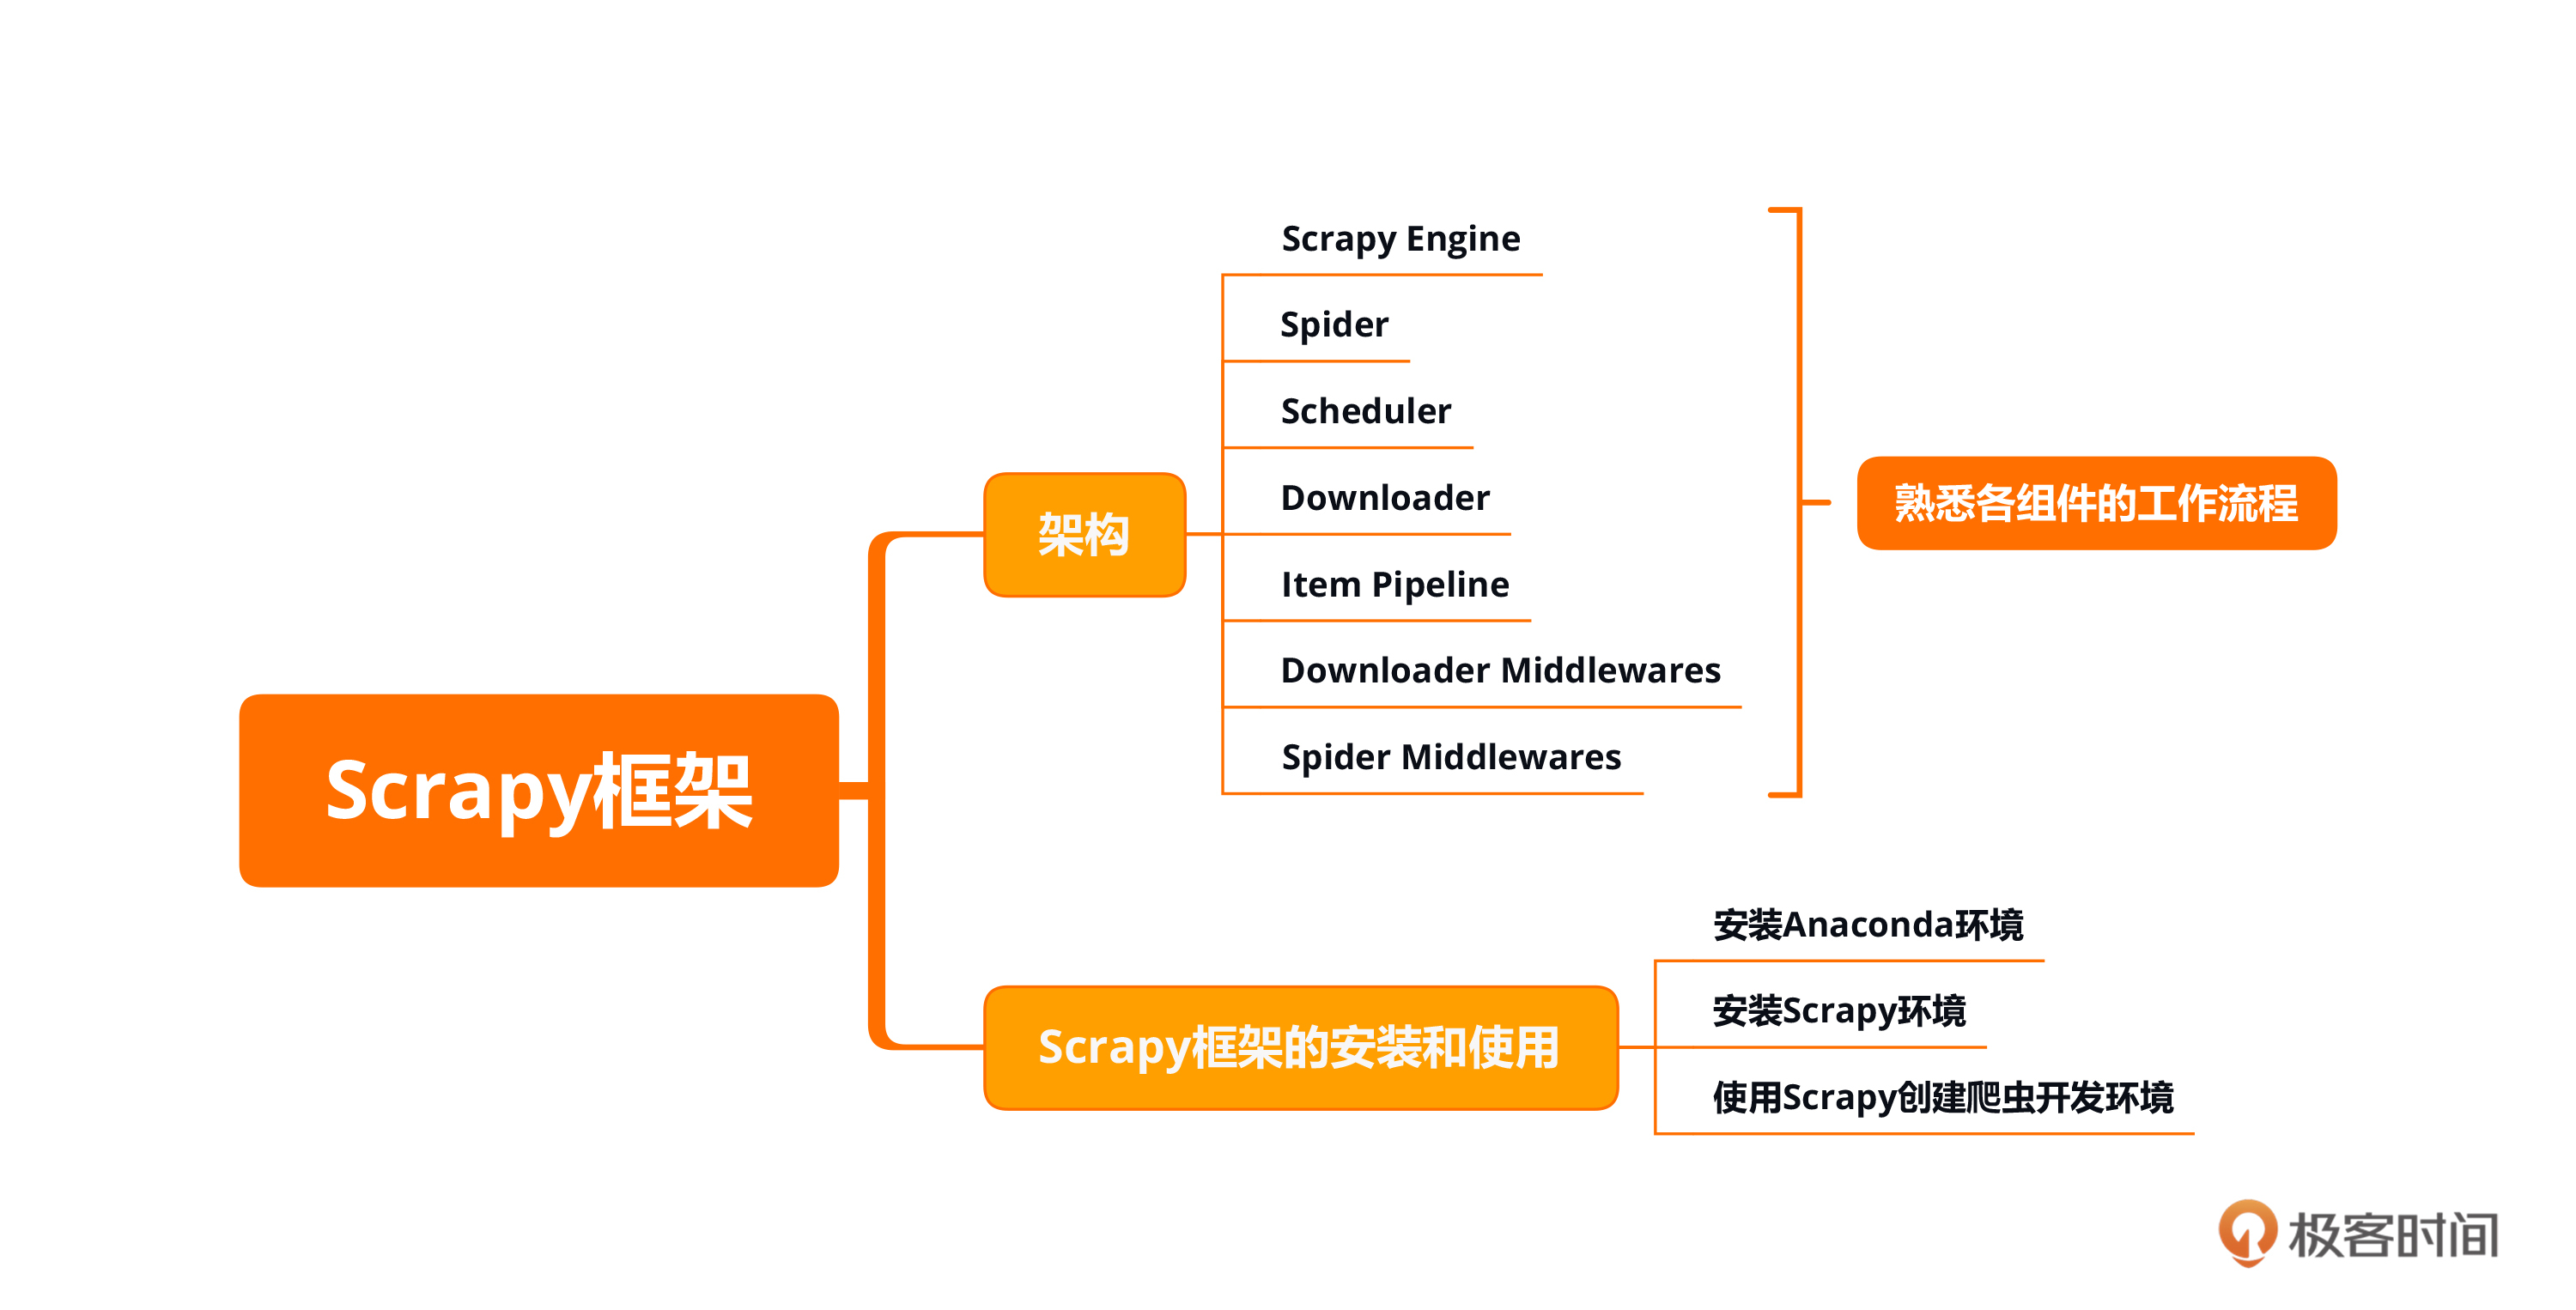 Scrapy框架
架构
Scrapy Engine
Spider
Scheduler
Downloader
Item Pipeline
Downloader Middlewares
Spider Middlewares
熟悉各组件的工作流程
Scrapy框架的安装和使用
安装Anaconda环境
安装Scrapy环境
使用Scrapy创建爬虫开发环境
极客时间